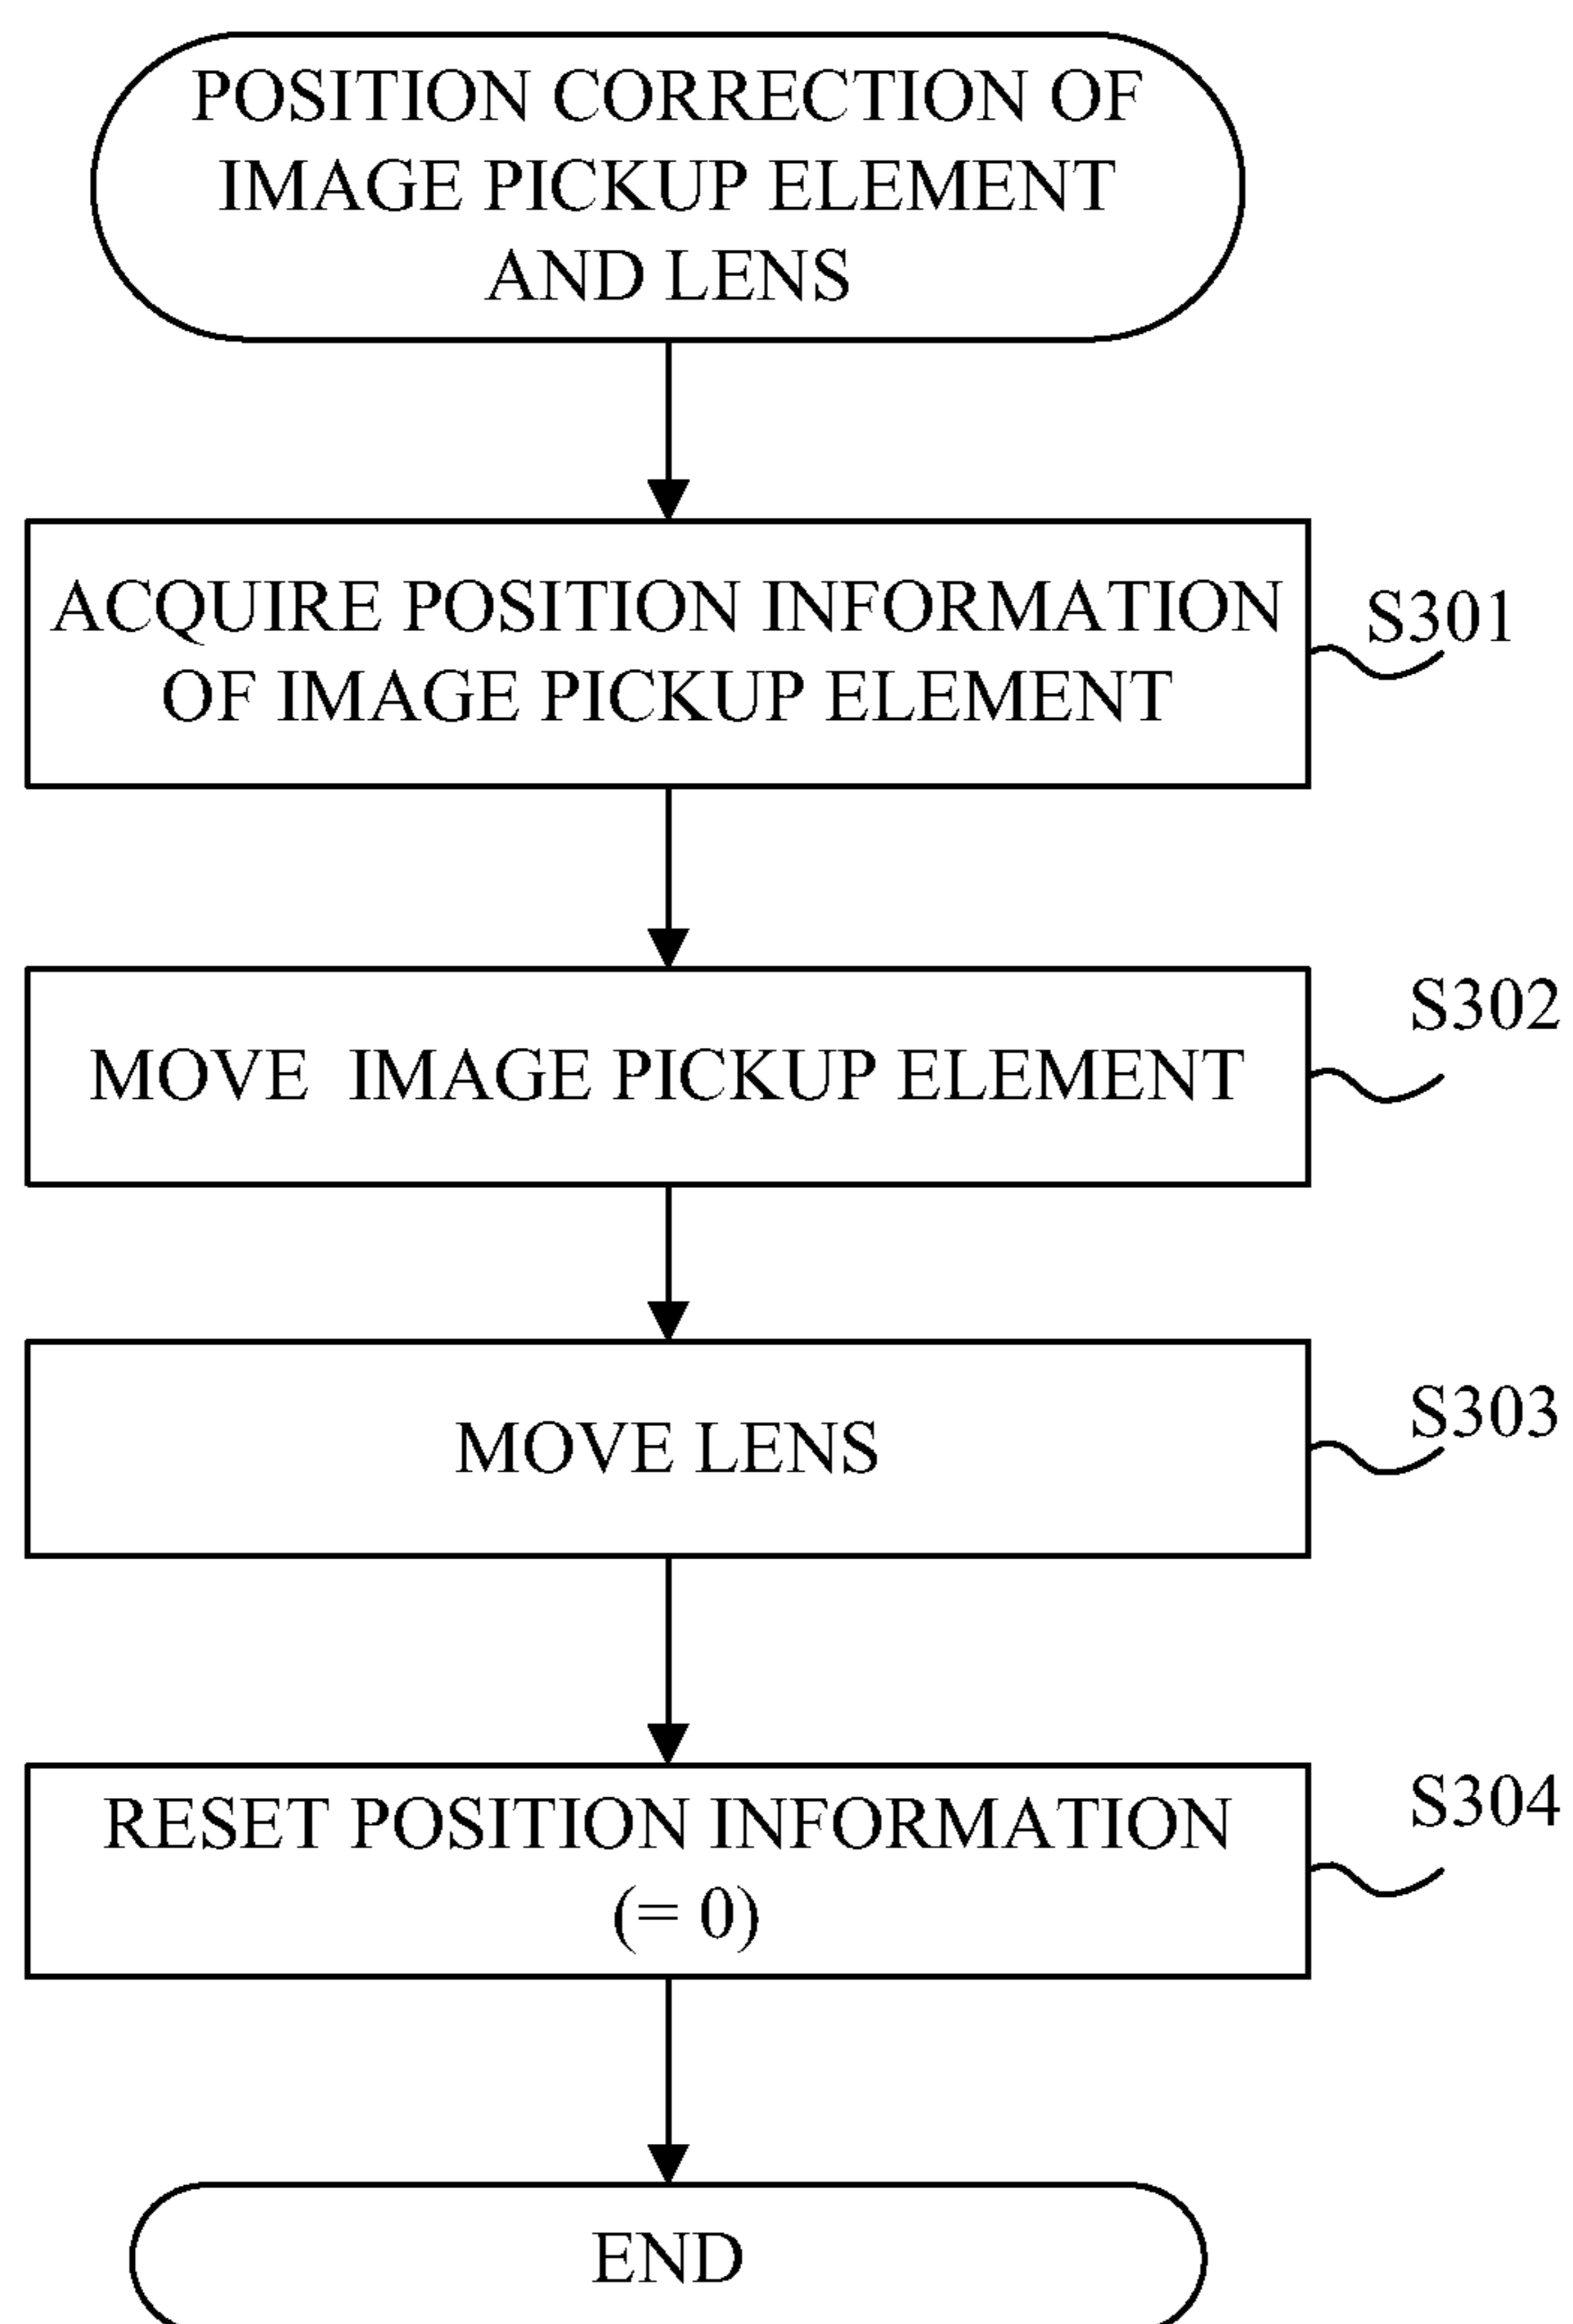 POSITION CORRECTION OF
IMAGE PICKUP ELEMENT
AND LENS
ACQUIRE POSITION INFORMATION
OF IMAGE PICKUP ELEMENT
S301
MOVE IMAGE PICKUP ELEMENT
S302
MOVE LENS
S303
RESET POSITION INFORMATION
(= 0)
S304
END